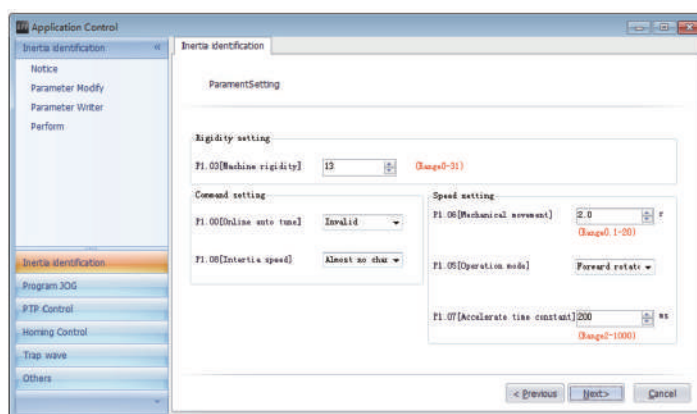 Application Control
Inertia identification «
Notice
Parameter Modify
Parameter Writer
Perform
Inertia identification
Program JOG
PTP Control
Homing Control
Trap wave
Others
Inertia identification
ParamentSetting
Rigidity setting
P1.03[Machine rigidity] 13 (Range0-31)
Command setting
P1.00[Online auto tune] Invalid
P1.08[Intertia speed] Almost no chan
Speed setting
P1.06[Mechanical movement] 2.0 r
(Range0.1-20)
P1.05[Operation mode] Forward rotate
P1.07[Accelerate time constant] 200 ms
(Range2-1000)
< Previous Next> Cancel